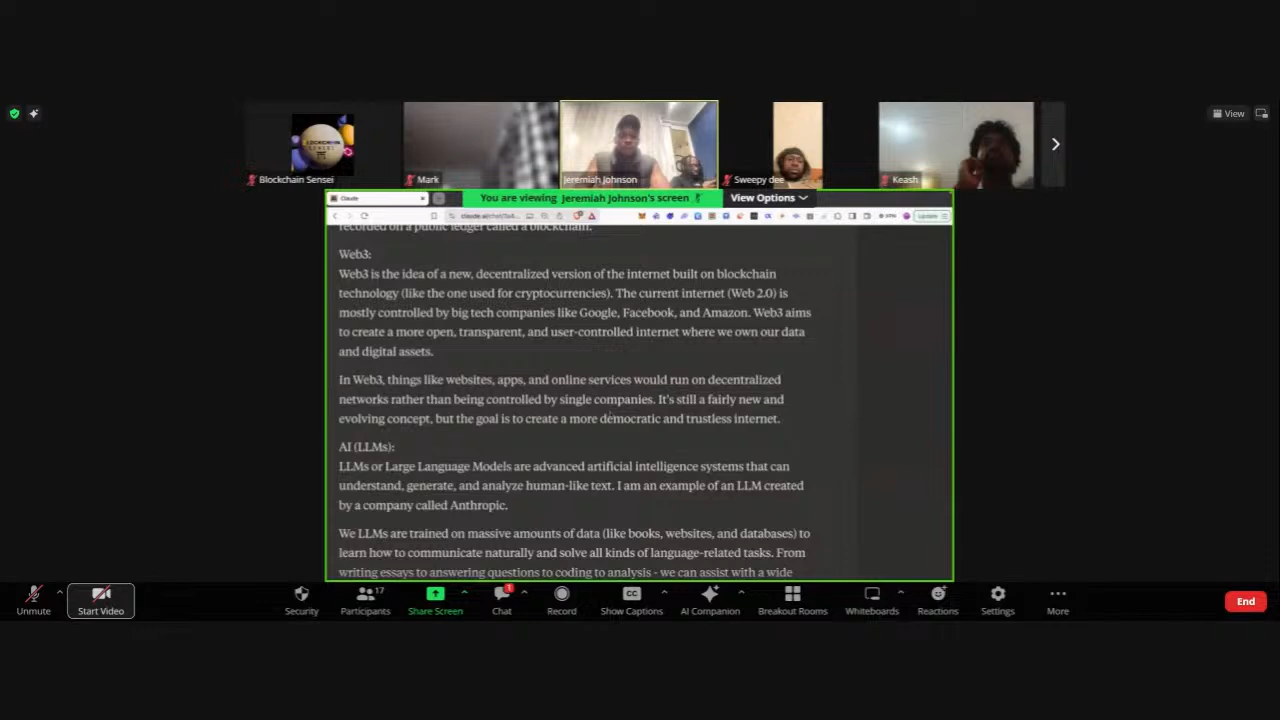 View
Blockchain Sensei
Mark
Jeremiah Johnson
Sweepy dee
Keash
You are viewing Jeremiah Johnson's screen
View Options
Claude
Update
recorded on a public ledger called a blockchain.
Web3:
Web3 is the idea of a new, decentralized version of the internet built on blockchain
technology (like the one used for cryptocurrencies). The current internet (Web 2.0) is
mostly controlled by big tech companies like Google, Facebook, and Amazon. Web3 aims
to create a more open, transparent, and user-controlled internet where we own our data
and digital assets.
In Web3, things like websites, apps, and online services would run on decentralized
networks rather than being controlled by single companies. It's still a fairly new and
evolving concept, but the goal is to create a more democratic and trustless internet.
AI (LLMs):
LLMs or Large Language Models are advanced artificial intelligence systems that can
understand, generate, and analyze human-like text. I am an example of an LLM created
by a company called Anthropic.
We LLMs are trained on massive amounts of data (like books, websites, and databases) to
learn how to communicate naturally and solve all kinds of language-related tasks. From
writing essays to answering questions to coding to analysis - we can assist with a wide
17
1
CC
Unmute
Start Video
Security
Participants
Share Screen
Chat
Record
Show Captions
AI Companion
Breakout Rooms
Whiteboards
Reactions
Settings
More
End